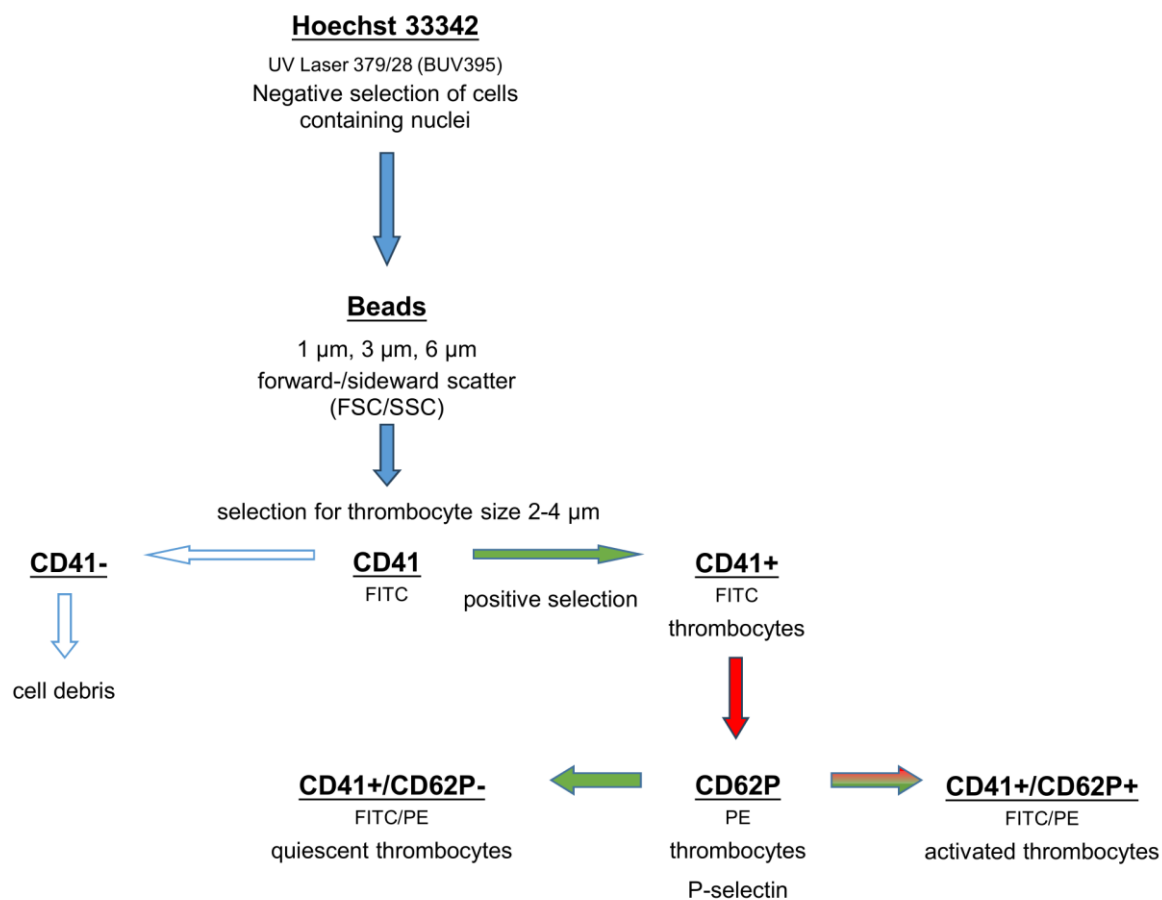 Hoechst 33342
UV Laser 379/28 (BUV395)
Negative selection of cells
containing nuclei
Beads
1 µm, 3 µm, 6 µm
forward-/sideward scatter
(FSC/SSC)
selection for thrombocyte size 2-4 µm
CD41-
cell debris
CD41
FITC
positive selection
CD41+
FITC
thrombocytes
CD41+/CD62P-
FITC/PE
quiescent thrombocytes
CD62P
PE
thrombocytes
P-selectin
CD41+/CD62P+
FITC/PE
activated thrombocytes